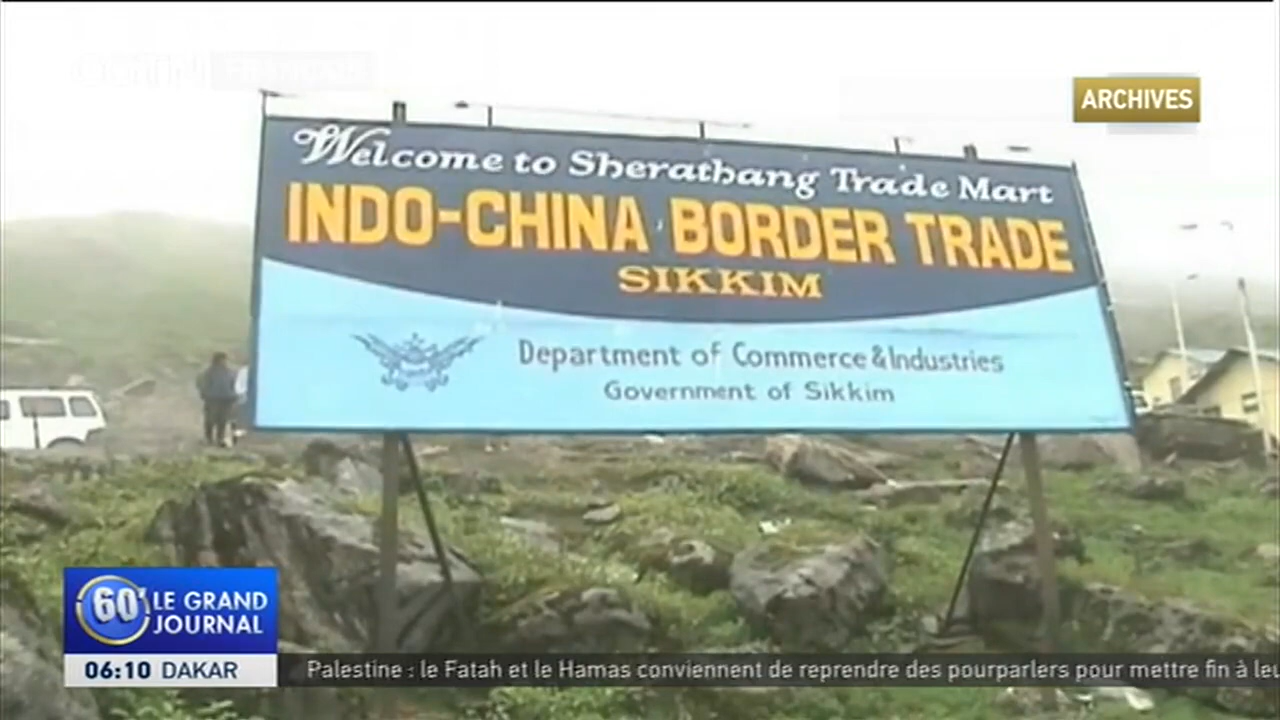 FRANÇAIS
ARCHIVES
Welcome to Sherathang Trade Mart
INDO-CHINA BORDER TRADE
SIKKIM
Department of Commerce & Industries
Government of Sikkim
60' LE GRAND
JOURNAL
06:10 DAKAR
Palestine : le Fatah et le Hamas conviennent de reprendre des pourparlers pour mettre fin à leu